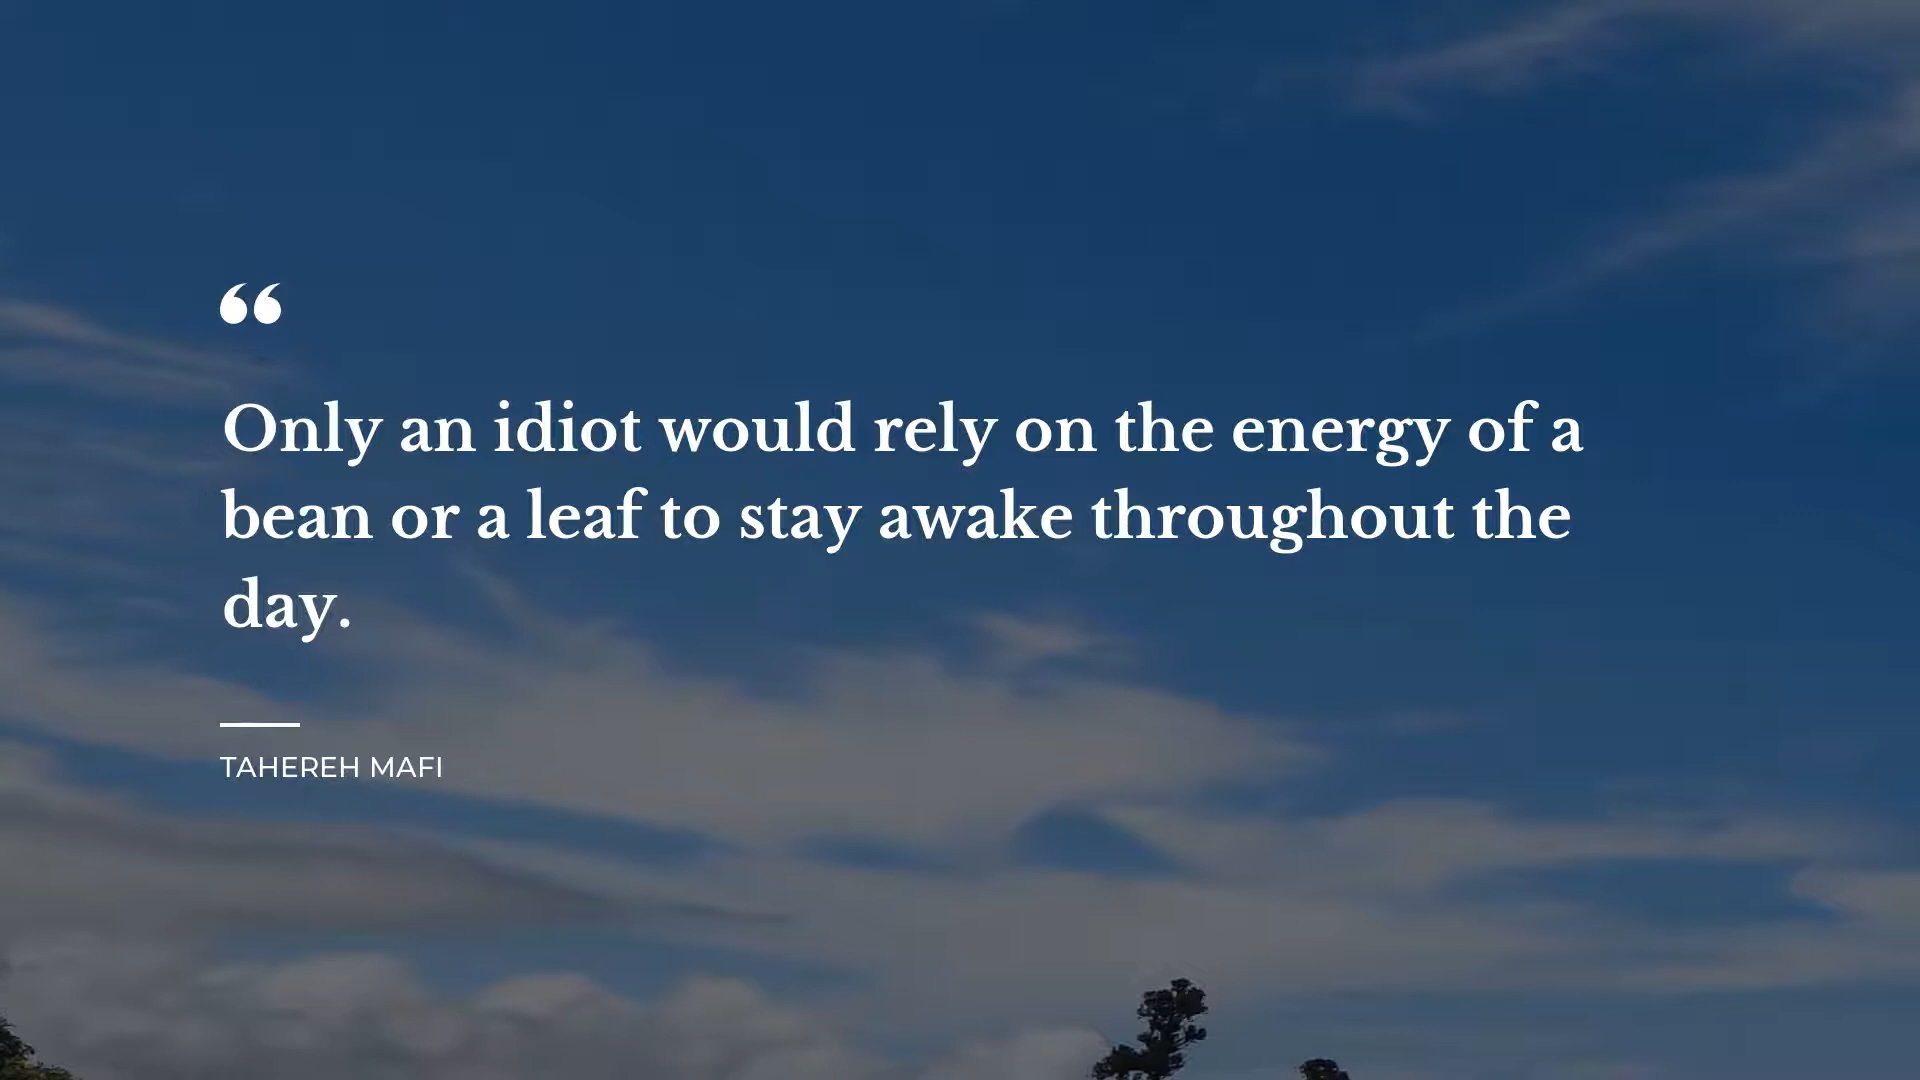 “
Only an idiot would rely on the energy of a
bean or a leaf to stay awake throughout the
day.
TAHEREH MAFI